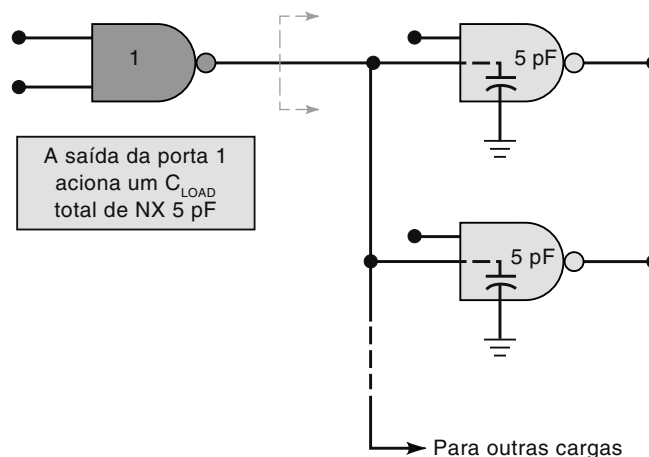 1
5 pF
A saída da porta 1
aciona um C_LOAD
total de NX 5 pF
5 pF
Para outras cargas